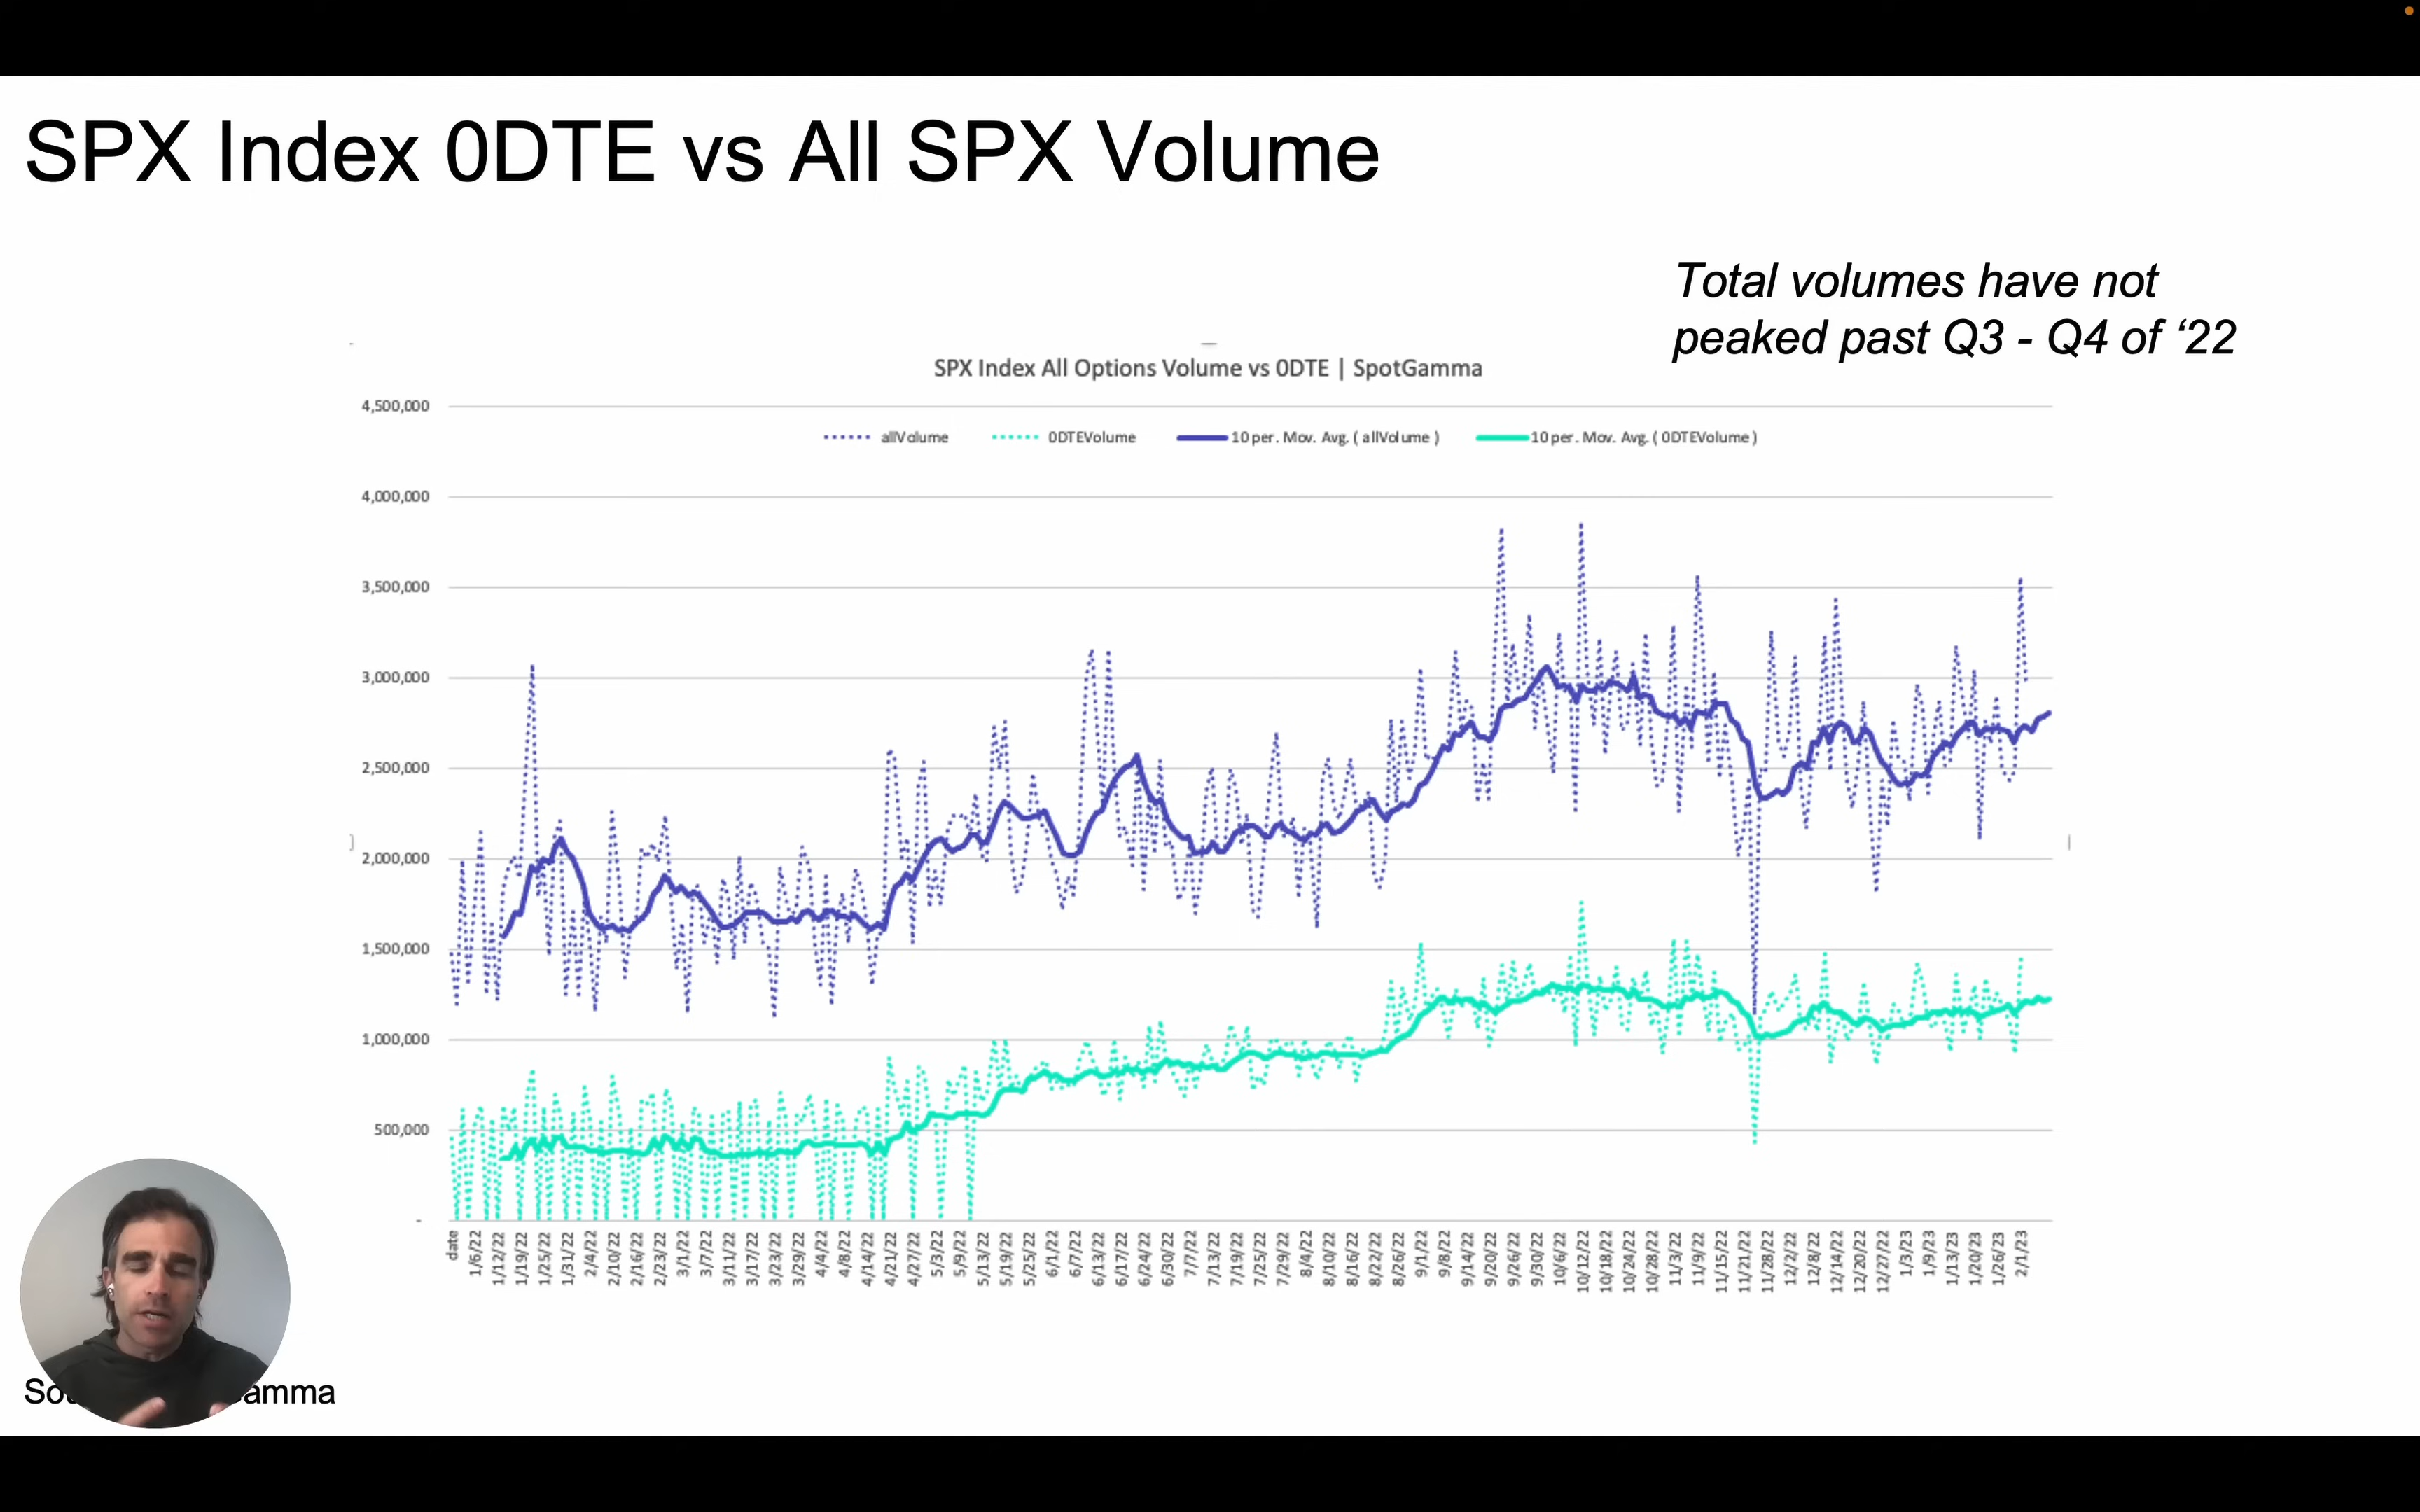 SPX Index 0DTE vs All SPX Volume
Total volumes have not
peaked past Q3 - Q4 of ‘22
SPX Index All Options Volume vs 0DTE | SpotGamma
allVolume 0DTEVolume 10 per. Mov. Avg. ( allVolume ) 10 per. Mov. Avg. ( 0DTEVolume )
4,500,000
4,000,000
3,500,000
3,000,000
2,500,000
2,000,000
1,500,000
1,000,000
500,000
-
date 1/6/22 1/12/22 1/19/22 1/25/22 1/31/22 2/4/22 2/10/22 2/16/22 2/23/22 3/1/22 3/7/22 3/11/22 3/17/22 3/23/22 3/29/22 4/4/22 4/8/22 4/14/22 4/21/22 4/27/22 5/3/22 5/9/22 5/13/22 5/19/22 5/25/22 6/1/22 6/7/22 6/13/22 6/17/22 6/24/22 6/30/22 7/7/22 7/13/22 7/19/22 7/25/22 7/29/22 8/4/22 8/10/22 8/16/22 8/22/22 8/26/22 9/1/22 9/8/22 9/14/22 9/20/22 9/26/22 9/30/22 10/6/22 10/12/22 10/18/22 10/24/22 10/28/22 11/3/22 11/9/22 11/15/22 11/21/22 11/28/22 12/2/22 12/8/22 12/14/22 12/20/22 12/27/22 1/3/23 1/9/23 1/13/23 1/20/23 1/26/23 2/1/23